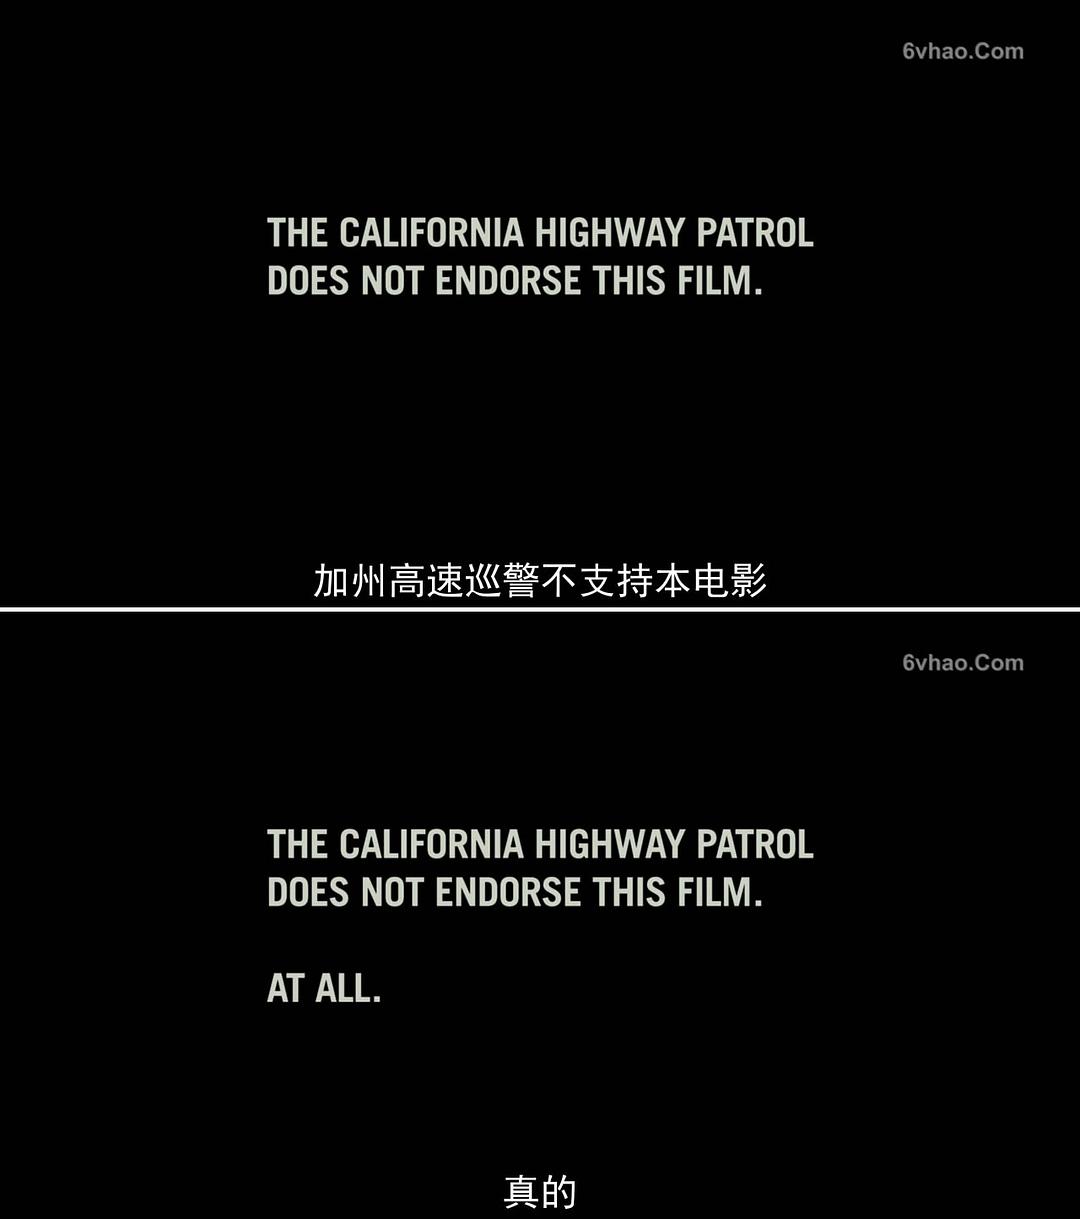 6vhao.Com
THE CALIFORNIA HIGHWAY PATROL
DOES NOT ENDORSE THIS FILM.
加州高速巡警不支持本电影
6vhao.Com
THE CALIFORNIA HIGHWAY PATROL
DOES NOT ENDORSE THIS FILM.
AT ALL.
真的